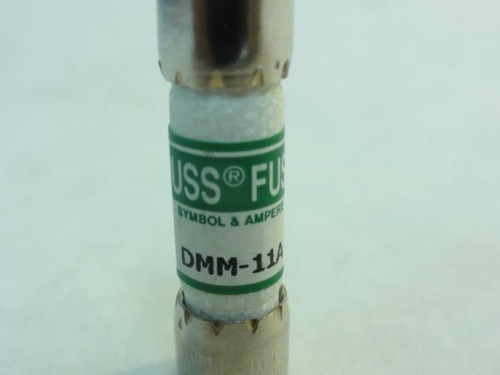 USS® FUS
SYMBOL & AMPERE
DMM-11A